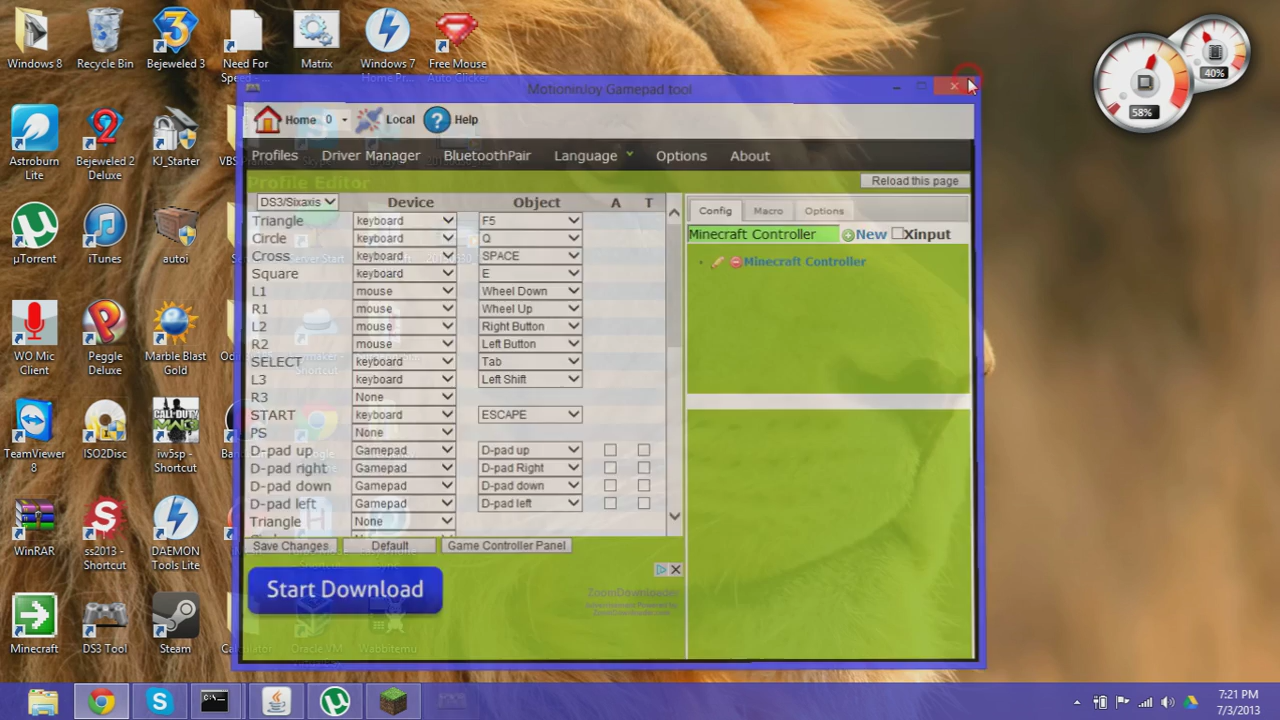 Windows 8
Recycle Bin
Bejeweled 3
Need For
Speed - ...
Matrix
Windows 7
Home Pr...
Free Mouse
Auto Clicker
40%
58%
MotioninJoy Gamepad tool
Home 0
Local
Help
Profiles
Driver Manager
BluetoothPair
Language
Options
About
Profile Editor
Reload this page
DS3/Sixaxis
Device
Object
A
T
Triangle keyboard F5
Circle keyboard Q
Cross keyboard SPACE
Square keyboard E
L1 mouse Wheel Down
R1 mouse Wheel Up
L2 mouse Right Button
R2 mouse Left Button
SELECT keyboard Tab
L3 keyboard Left Shift
R3 None
START keyboard ESCAPE
PS None
D-pad up Gamepad D-pad up
D-pad right Gamepad D-pad Right
D-pad down Gamepad D-pad down
D-pad left Gamepad D-pad left
Triangle None
Save Changes
Default
Game Controller Panel
Config
Macro
Options
Minecraft Controller
New
Xinput
Minecraft Controller
Start Download
ZoomDownloader
Astroburn
Lite
Bejeweled 2
Deluxe
KJ_Starter
µTorrent
iTunes
autoi
WO Mic
Client
Peggle
Deluxe
Marble Blast
Gold
TeamViewer
8
ISO2Disc
iw5sp -
Shortcut
WinRAR
ss2013 -
Shortcut
DAEMON
Tools Lite
Minecraft
DS3 Tool
Steam
Calculator
Oracle VM
Wabbitemu
7:21 PM
7/3/2013